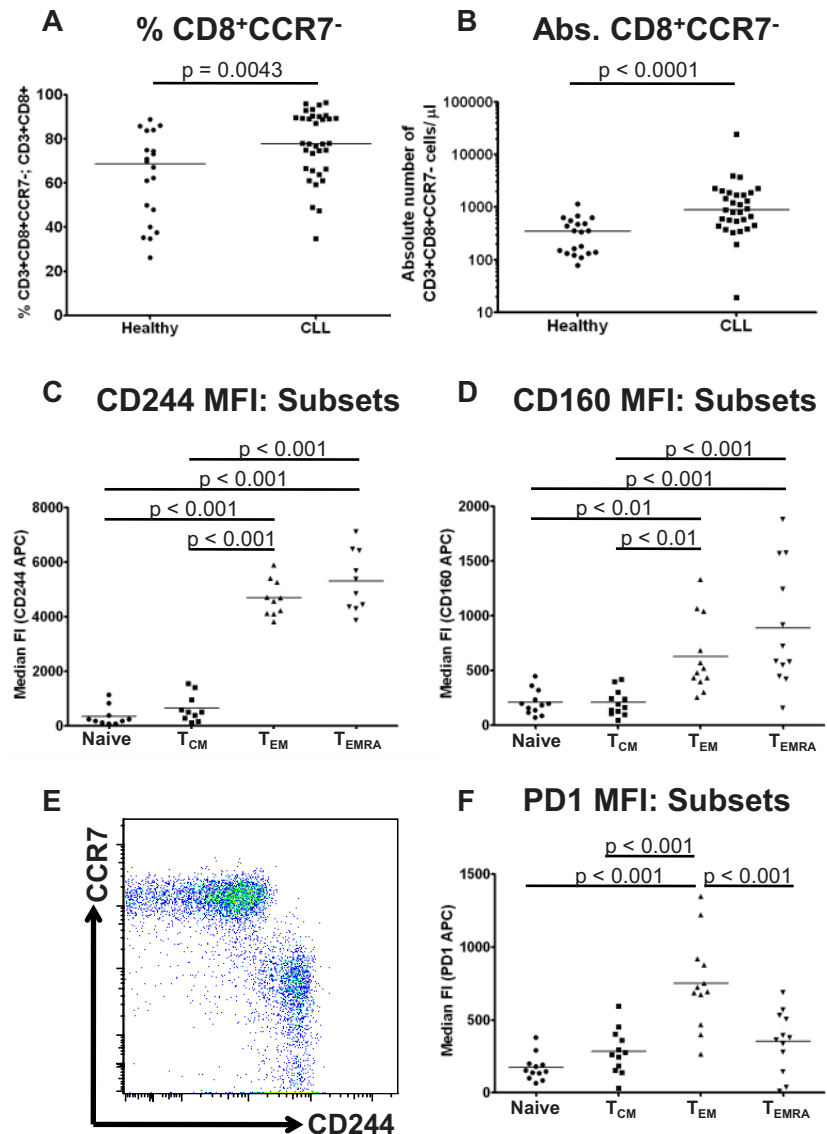 A % CD8+CCR7-
p = 0.0043
% CD3+CD8+CCR7-; CD3+CD8+
100
80
60
40
20
0
Healthy CLL
B Abs. CD8+CCR7-
p < 0.0001
Absolute number of
CD3+CD8+CCR7- cells/ µl
100000
10000
1000
100
10
Healthy CLL
C CD244 MFI: Subsets
p < 0.001
p < 0.001
p < 0.001
p < 0.001
Median FI (CD244 APC)
8000
6000
4000
2000
0
Naive TCM TEM TEMRA
D CD160 MFI: Subsets
p < 0.001
p < 0.001
p < 0.01
p < 0.01
Median FI (CD160 APC)
2000
1500
1000
500
0
Naive TCM TEM TEMRA
E
CCR7
CD244
F PD1 MFI: Subsets
p < 0.001
p < 0.001 p < 0.001
Median FI (PD1 APC)
1500
1000
500
0
Naive TCM TEM TEMRA